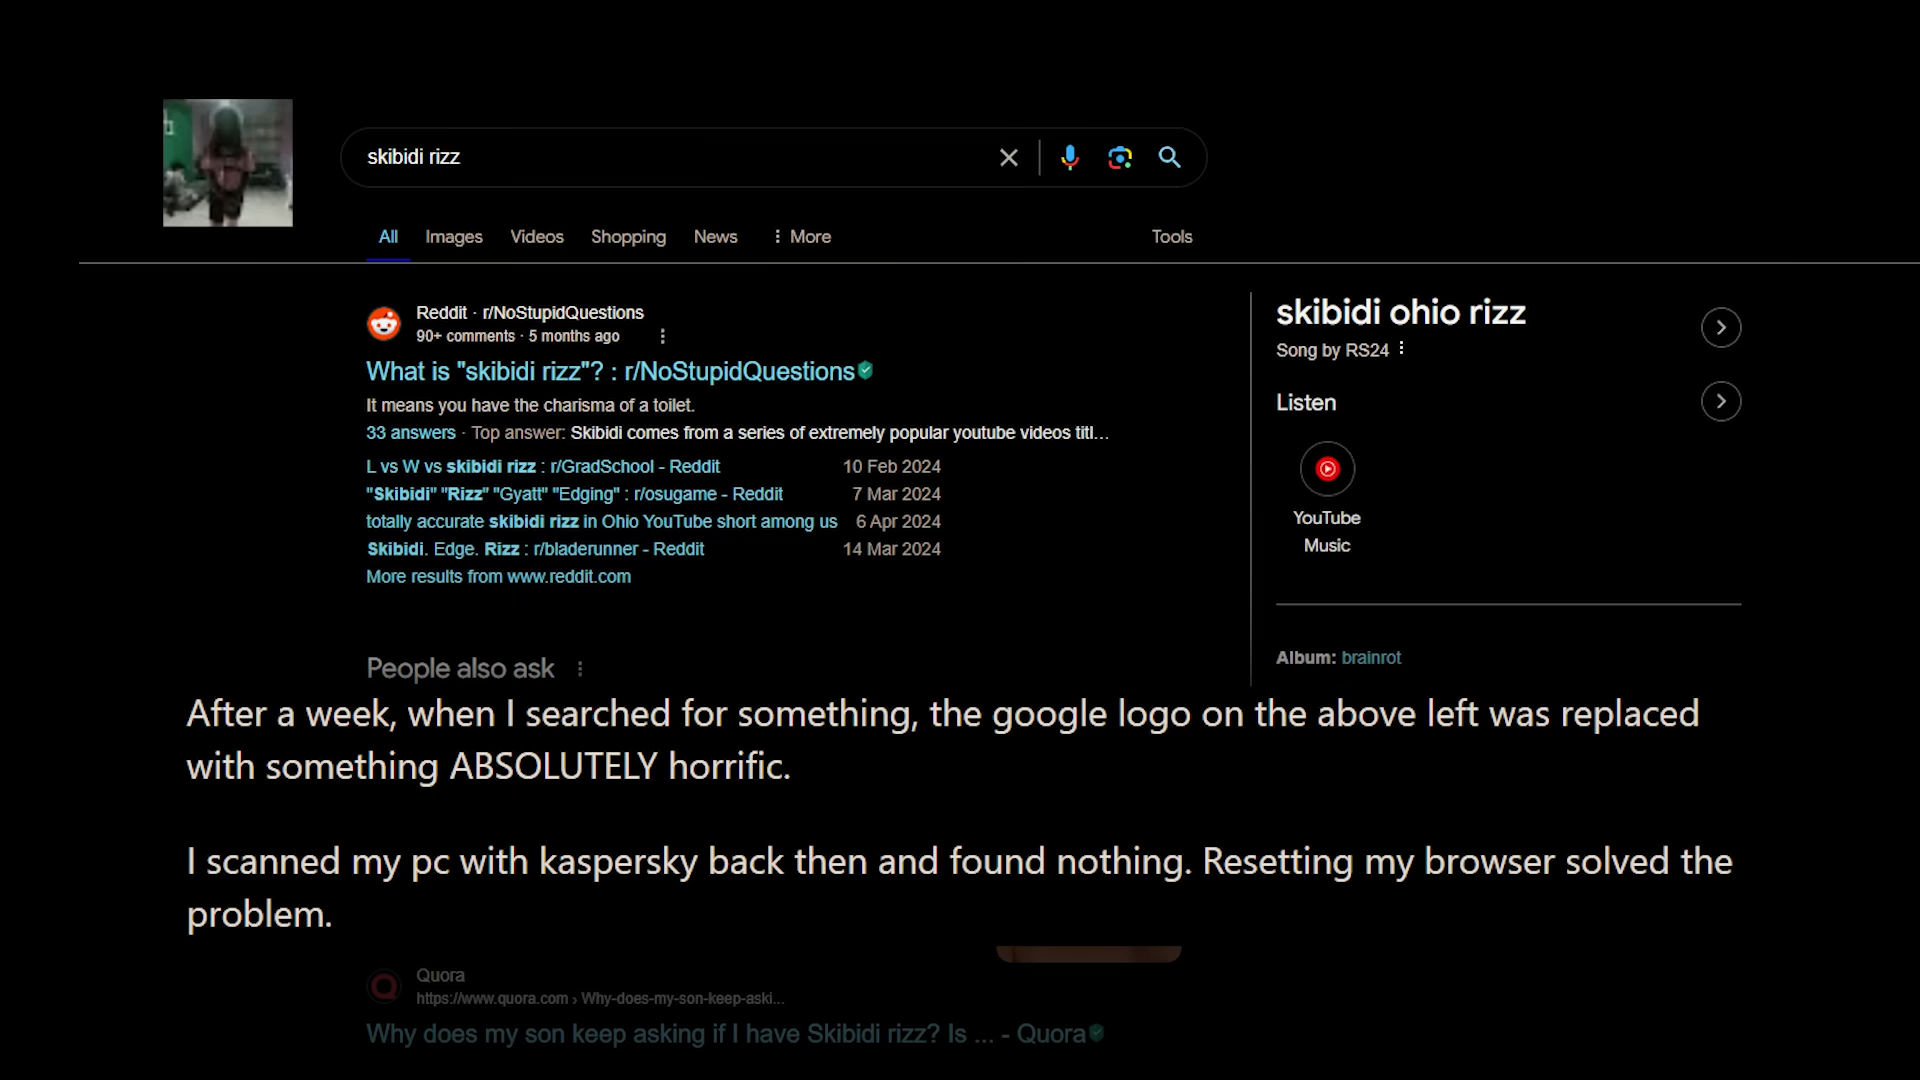 skibidi rizz
All Images Videos Shopping News More Tools
Reddit · r/NoStupidQuestions
90+ comments · 5 months ago
What is "skibidi rizz"? : r/NoStupidQuestions
It means you have the charisma of a toilet.
33 answers · Top answer: Skibidi comes from a series of extremely popular youtube videos titl...
L vs W vs skibidi rizz : r/GradSchool - Reddit 10 Feb 2024
"Skibidi" "Rizz" "Gyatt" "Edging" : r/osugame - Reddit 7 Mar 2024
totally accurate skibidi rizz in Ohio YouTube short among us 6 Apr 2024
Skibidi. Edge. Rizz : r/bladerunner - Reddit 14 Mar 2024
More results from www.reddit.com
skibidi ohio rizz
Song by RS24
Listen
YouTube
Music
Album: brainrot
People also ask
After a week, when I searched for something, the google logo on the above left was replaced
with something ABSOLUTELY horrific.
I scanned my pc with kaspersky back then and found nothing. Resetting my browser solved the
problem.
Quora
https://www.quora.com › Why-does-my-son-keep-aski...
Why does my son keep asking if I have Skibidi rizz? Is ... - Quora